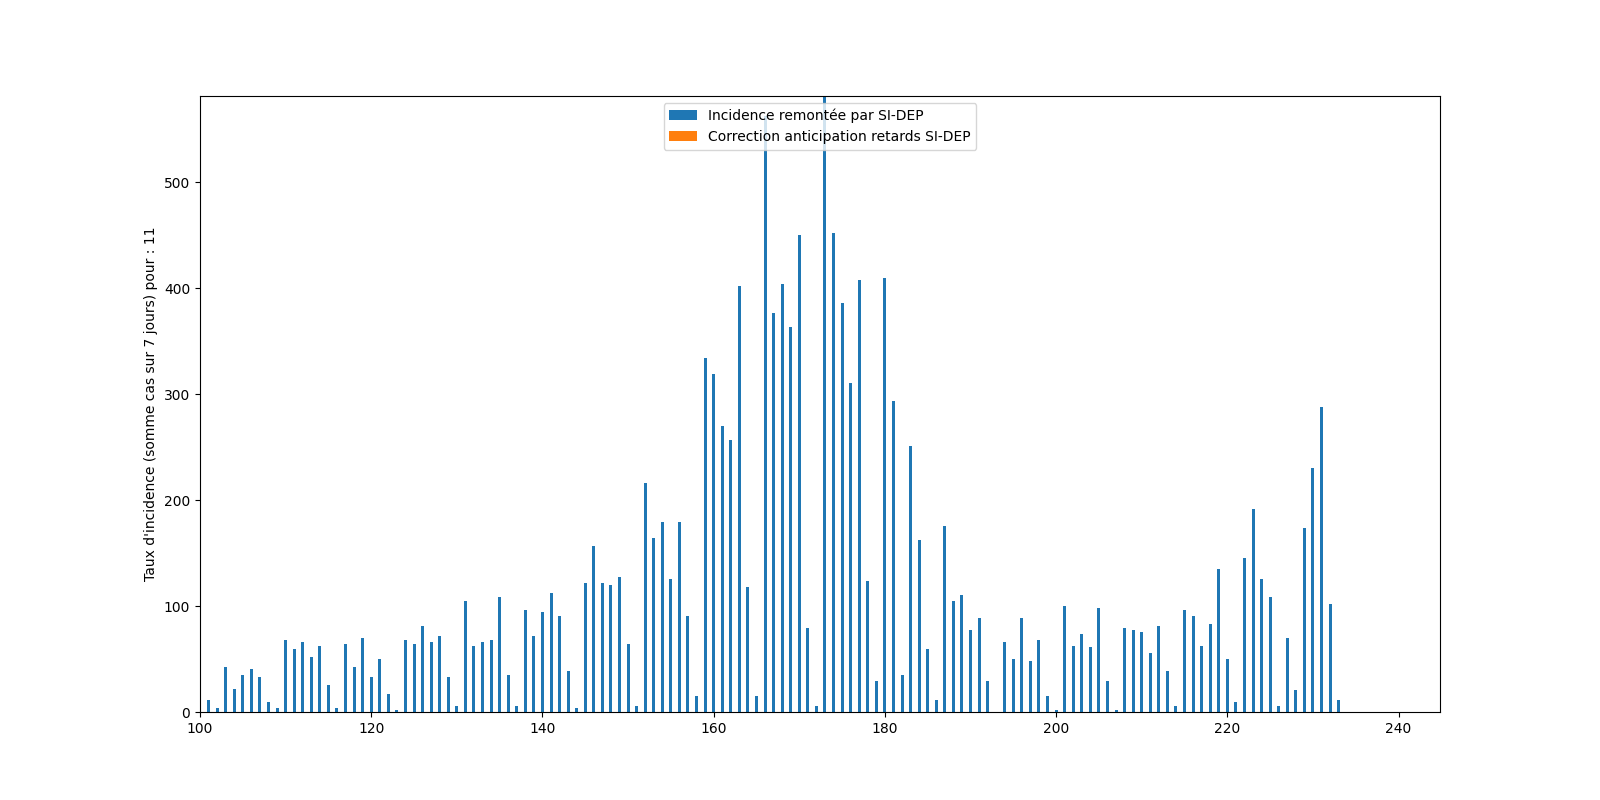 Incidence remontée par SI-DEP
Correction anticipation retards SI-DEP
Taux d'incidence (somme cas sur 7 jours) pour : 11
500
400
300
200
100
0
100 120 140 160 180 200 220 240